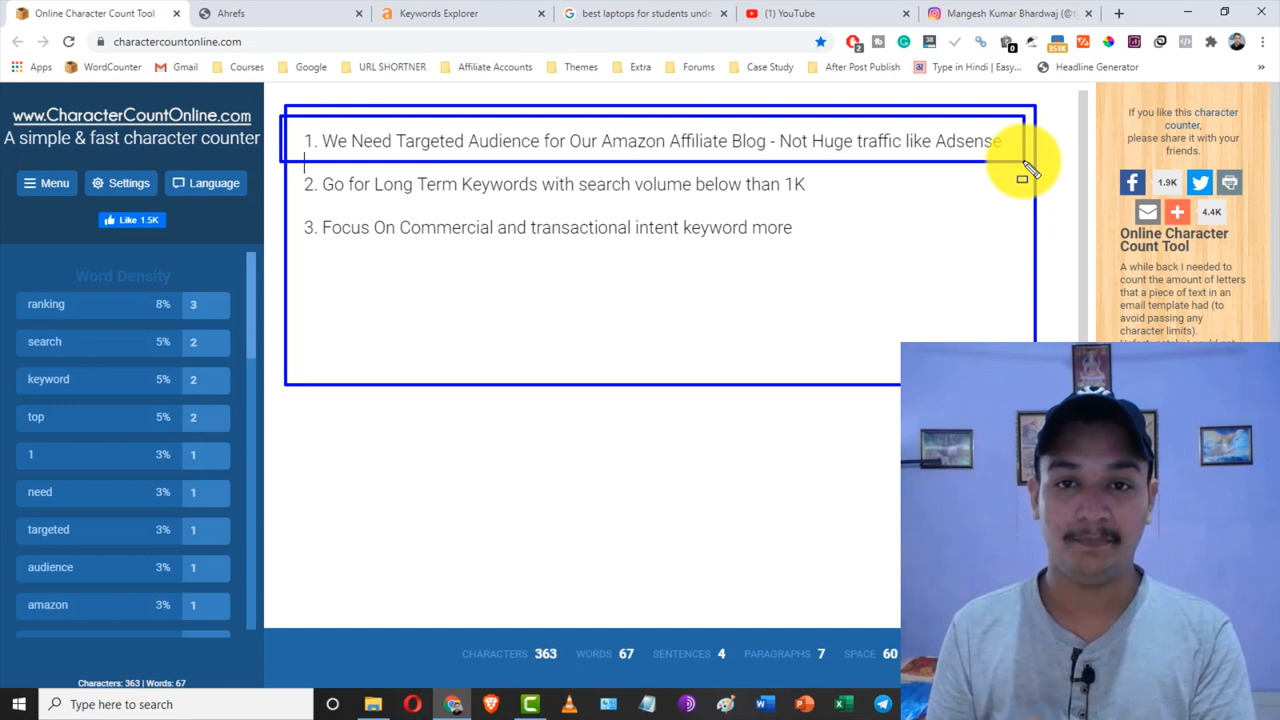 Online Character Count Tool
Ahrefs
Keywords Explorer
best laptops for students unde
(1) YouTube
Mangesh Kumar Bhardwaj (@t
charactercountonline.com
2
38
0
351K
Apps
WordCounter
Gmail
Courses
Google
URL SHORTNER
Affiliate Accounts
Themes
Extra
Forums
Case Study
After Post Publish
Type in Hindi | Easy...
Headline Generator
www.CharacterCountOnline.com
A simple & fast character counter
Menu
Settings
Language
Like 1.5K
Word Density
ranking 8% 3
search 5% 2
keyword 5% 2
top 5% 2
1 3% 1
need 3% 1
targeted 3% 1
audience 3% 1
amazon 3% 1
Characters: 363 | Words: 67
1. We Need Targeted Audience for Our Amazon Affiliate Blog - Not Huge traffic like Adsense
2. Go for Long Term Keywords with search volume below than 1K
3. Focus On Commercial and transactional intent keyword more
CHARACTERS 363 WORDS 67 SENTENCES 4 PARAGRAPHS 7 SPACE 60
If you like this character
counter,
please share it with your
friends.
1.9K
4.4K
Online Character
Count Tool
A while back I needed to
count the amount of letters
that a piece of text in an
email template had (to
avoid passing any
character limits).
Type here to search